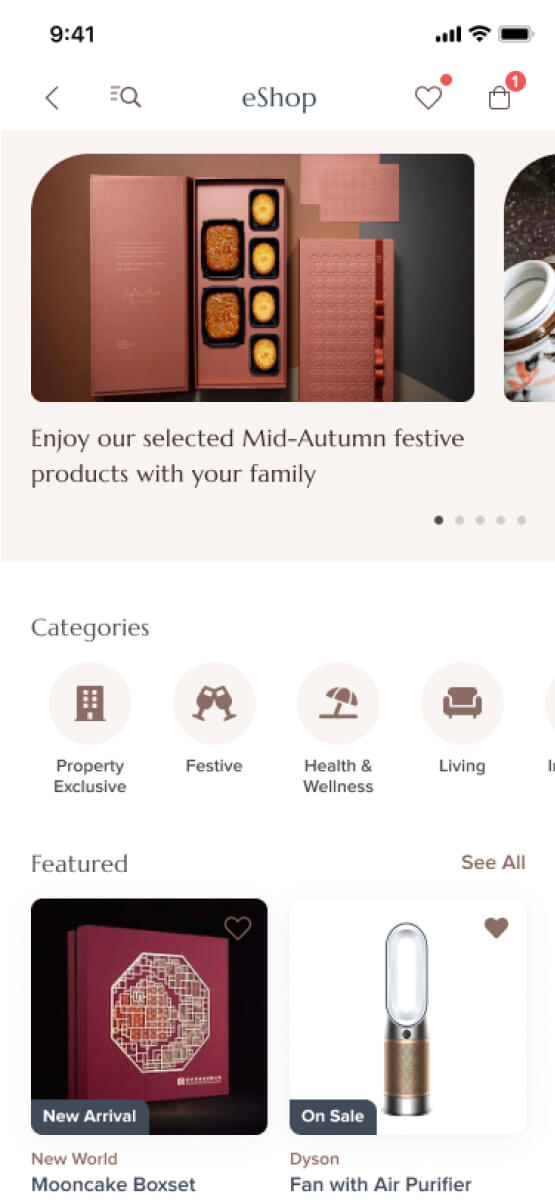 9:41
eShop
1
Enjoy our selected Mid-Autumn festive
products with your family
Categories
Property
Exclusive
Festive
Health &
Wellness
Living
Featured
See All
New Arrival
On Sale
New World
Mooncake Boxset
Dyson
Fan with Air Purifier